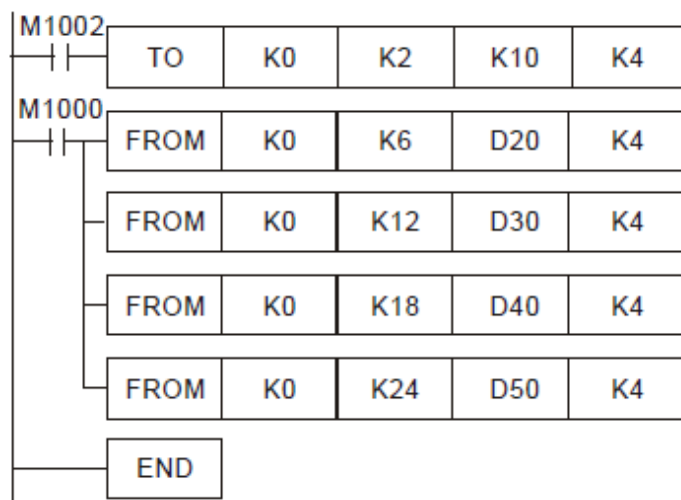 M1002
TO K0 K2 K10 K4
M1000
FROM K0 K6 D20 K4
FROM K0 K12 D30 K4
FROM K0 K18 D40 K4
FROM K0 K24 D50 K4
END